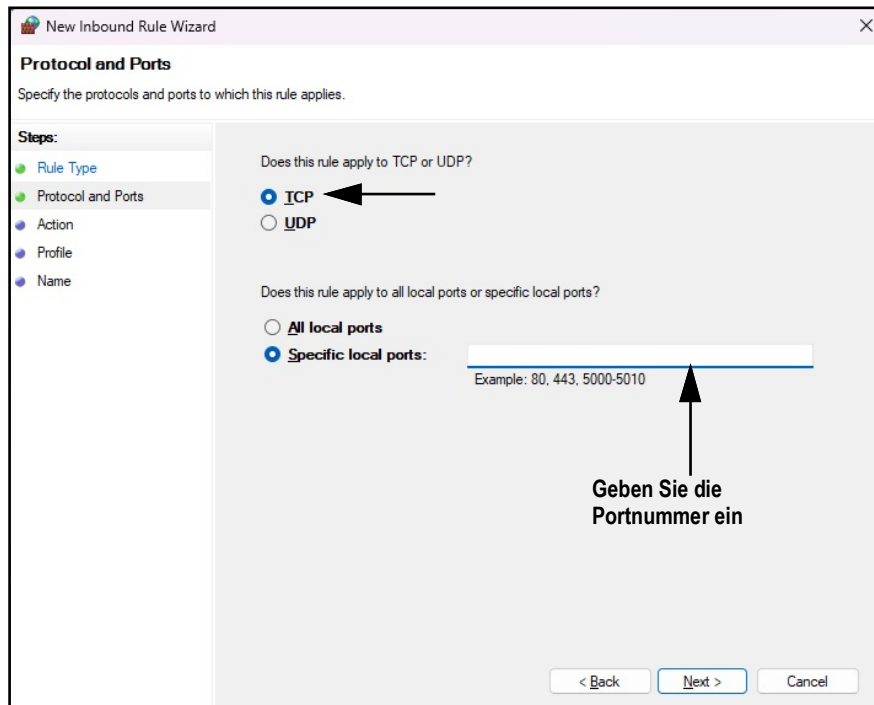 New Inbound Rule Wizard
Protocol and Ports
Specify the protocols and ports to which this rule applies.
Steps:
Rule Type
Protocol and Ports
Action
Profile
Name
Does this rule apply to TCP or UDP?
TCP
UDP
Does this rule apply to all local ports or specific local ports?
All local ports
Specific local ports:
Example: 80, 443, 5000-5010
Geben Sie die
Portnummer ein
< Back
Next >
Cancel